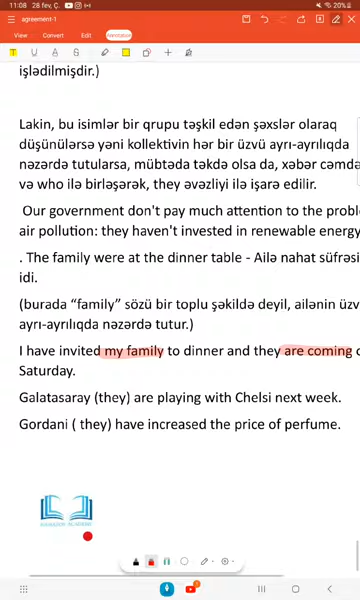 11:08 28 fev, Ç.
20%
agreement-1
View Convert Edit Annotation
T U S
işlədilmişdir.)
Lakin, bu isimlər bir qrupu təşkil edən şəxslər olaraq
düşünülərsə yəni kollektivin hər bir üzvü ayrı-ayrılıqda
nəzərdə tutularsa, mübtəda təkdə olsa da, xəbər cəmdə
və who ilə birləşərək, they əvəzliyi ilə işarə edilir.
Our government don't pay much attention to the proble
air pollution: they haven't invested in renewable energy
. The family were at the dinner table - Ailə nahat süfrəsi
idi.
(burada “family” sözü bir toplu şəkildə deyil, ailənin üzv
ayrı-ayrılıqda nəzərdə tutur.)
I have invited my family to dinner and they are coming o
Saturday.
Galatasaray (they) are playing with Chelsi next week.
Gordani ( they) have increased the price of perfume.